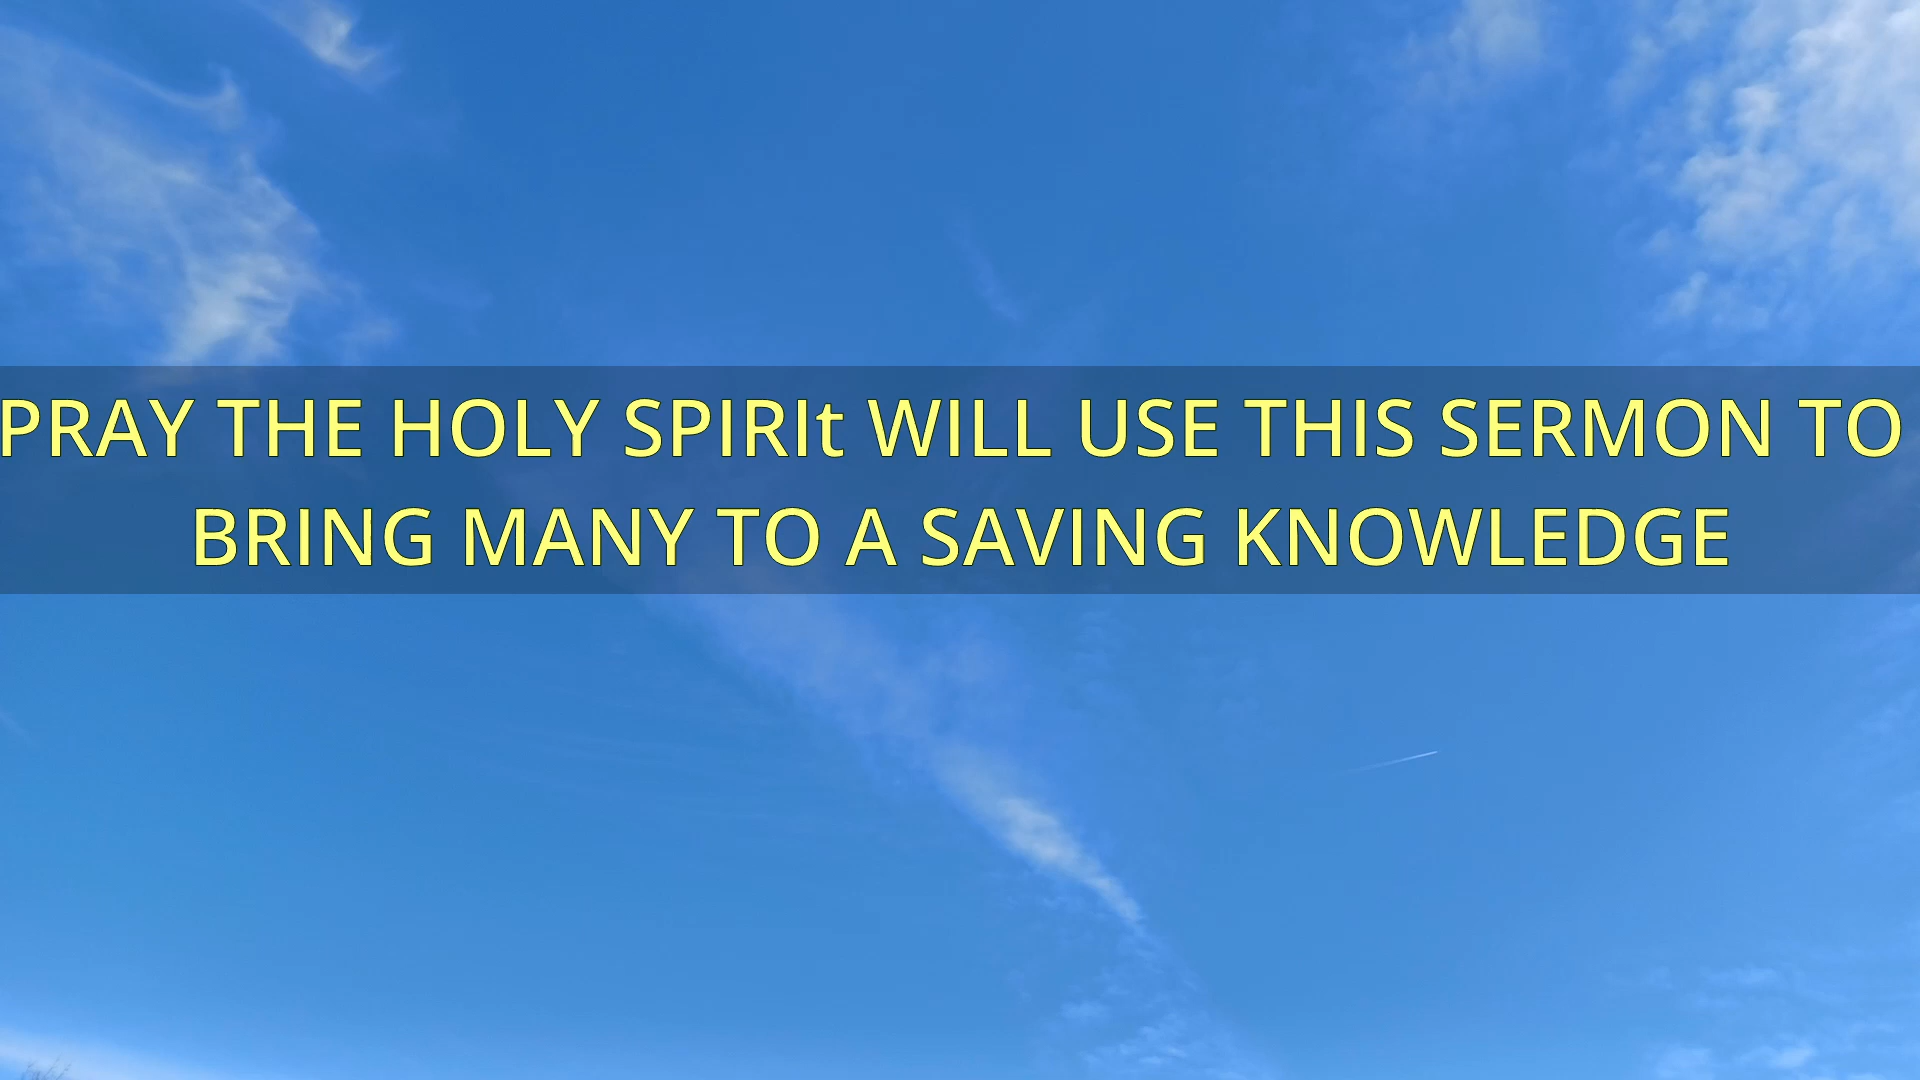 PRAY THE HOLY SPIRIt WILL USE THIS SERMON TO
BRING MANY TO A SAVING KNOWLEDGE